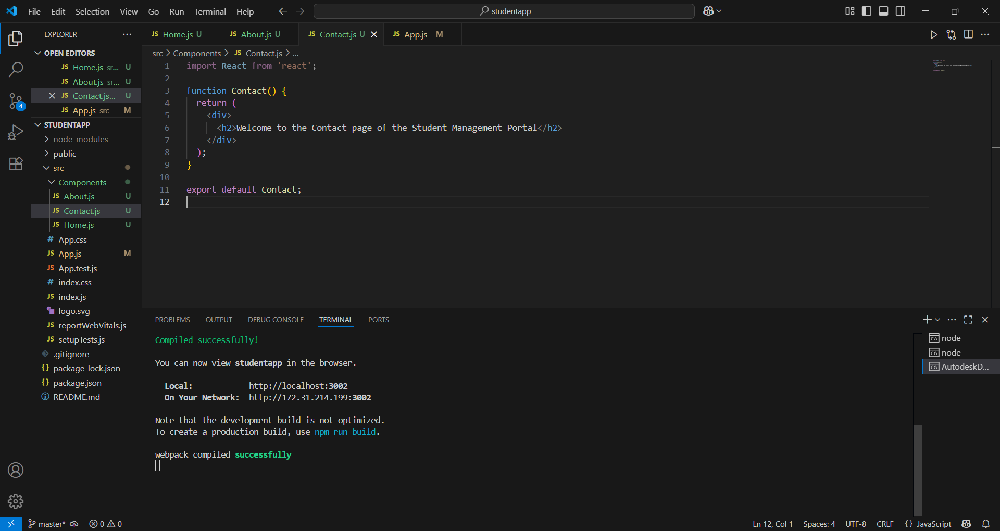 File Edit Selection View Go Run Terminal Help
studentapp
EXPLORER
OPEN EDITORS
JS Home.js sr... U
JS About.js sr... U
JS Contact.js... U
JS App.js src M
STUDENTAPP
node_modules
public
src
Components
JS About.js U
JS Contact.js U
JS Home.js U
# App.css
JS App.js M
JS App.test.js
# index.css
JS index.js
logo.svg
JS reportWebVitals.js
JS setupTests.js
.gitignore
{} package-lock.json
{} package.json
README.md
4
JS Home.js U JS About.js U JS Contact.js U JS App.js M
src > Components > JS Contact.js > ...
1 import React from 'react';
2
3 function Contact() {
4 return (
5 <div>
6 <h2>Welcome to the Contact page of the Student Management Portal</h2>
7 </div>
8 );
9 }
10
11 export default Contact;
12
PROBLEMS OUTPUT DEBUG CONSOLE TERMINAL PORTS
Compiled successfully!
You can now view studentapp in the browser.
Local: http://localhost:3002
On Your Network: http://172.31.214.199:3002
Note that the development build is not optimized.
To create a production build, use npm run build.
webpack compiled successfully
node
node
AutodeskD...
master* 0 0
Ln 12, Col 1 Spaces: 4 UTF-8 CRLF {} JavaScript